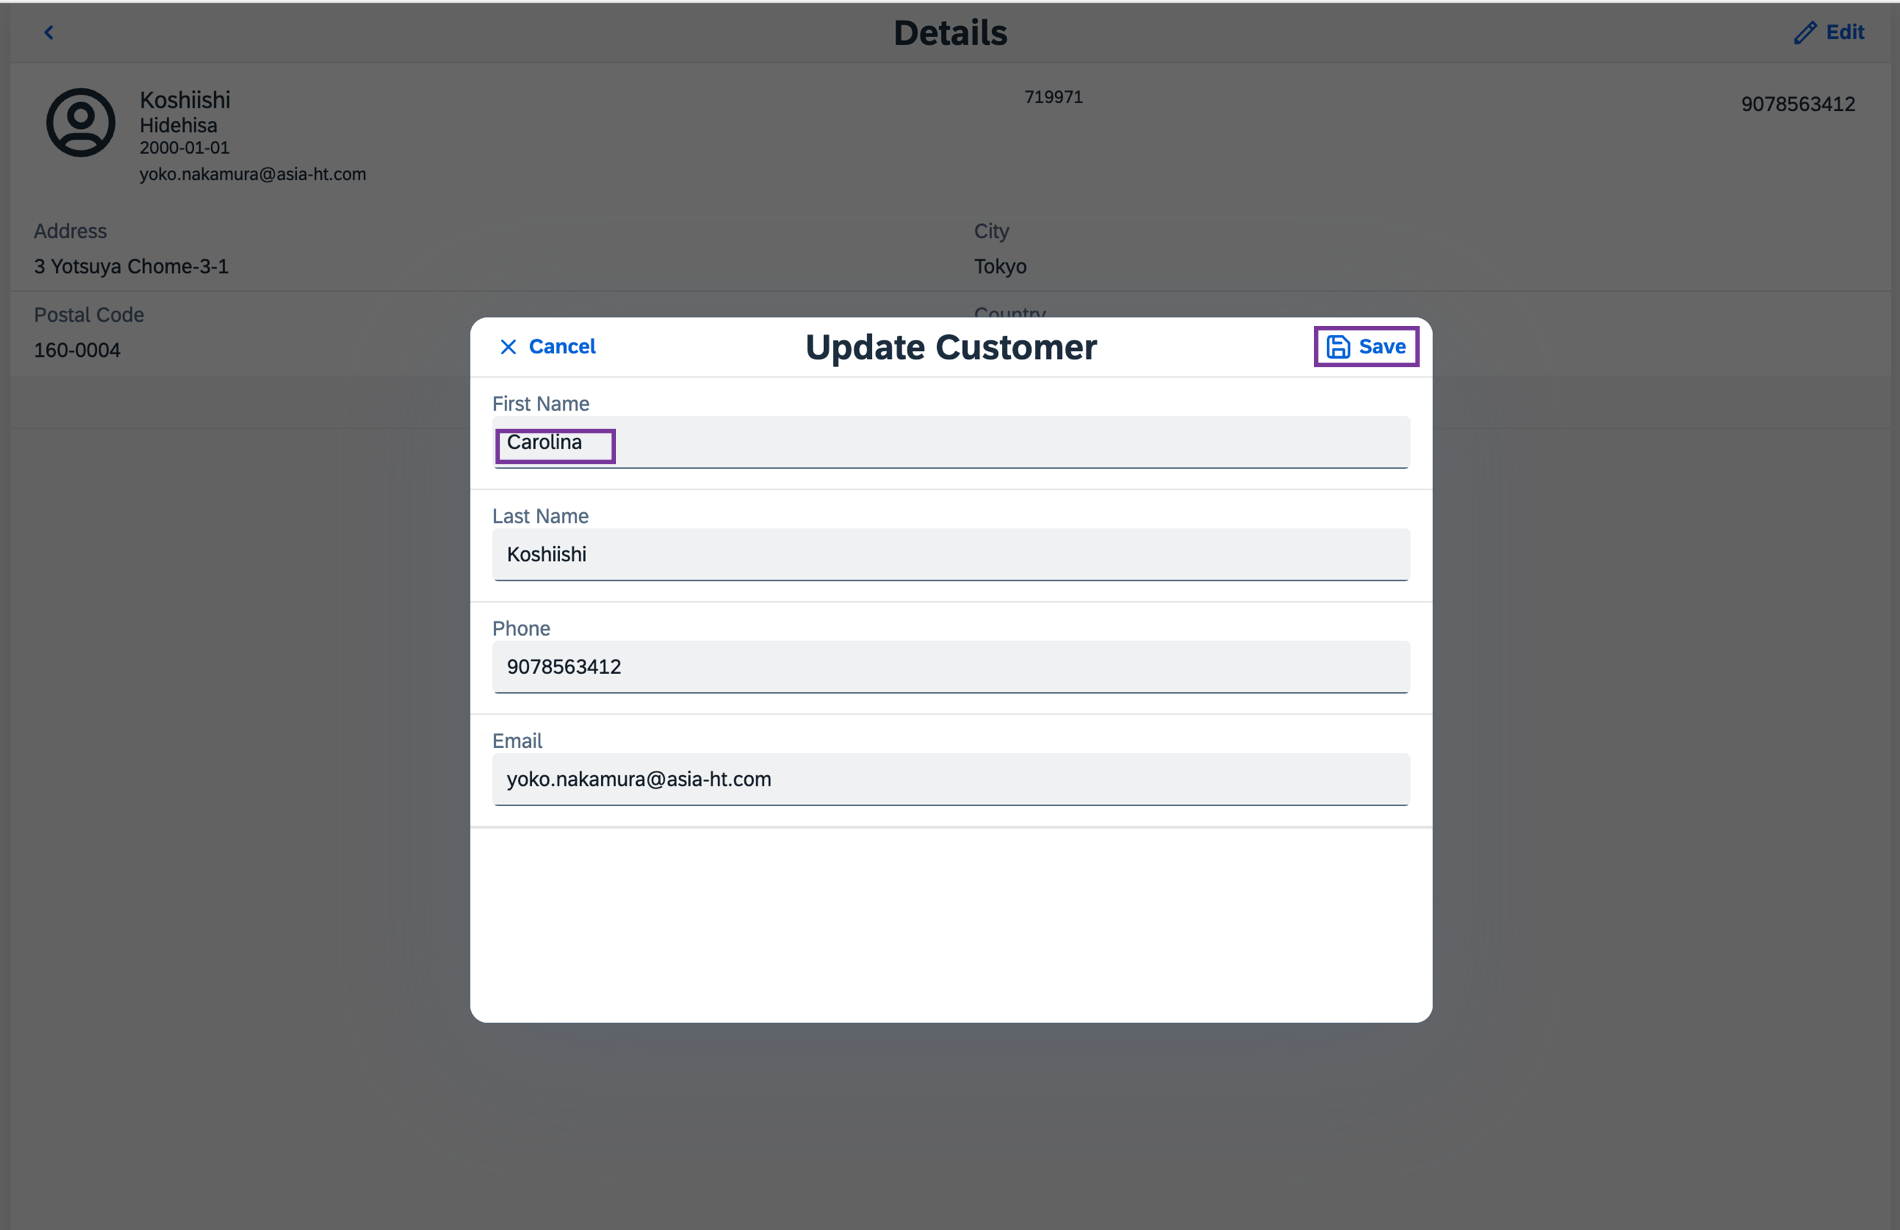 Details
Edit
Koshiishi
Hidehisa
2000-01-01
yoko.nakamura@asia-ht.com
719971
9078563412
Address
3 Yotsuya Chome-3-1
City
Tokyo
Postal Code
160-0004
Country
Cancel
Update Customer
Save
First Name
Carolina
Last Name
Koshiishi
Phone
9078563412
Email
yoko.nakamura@asia-ht.com